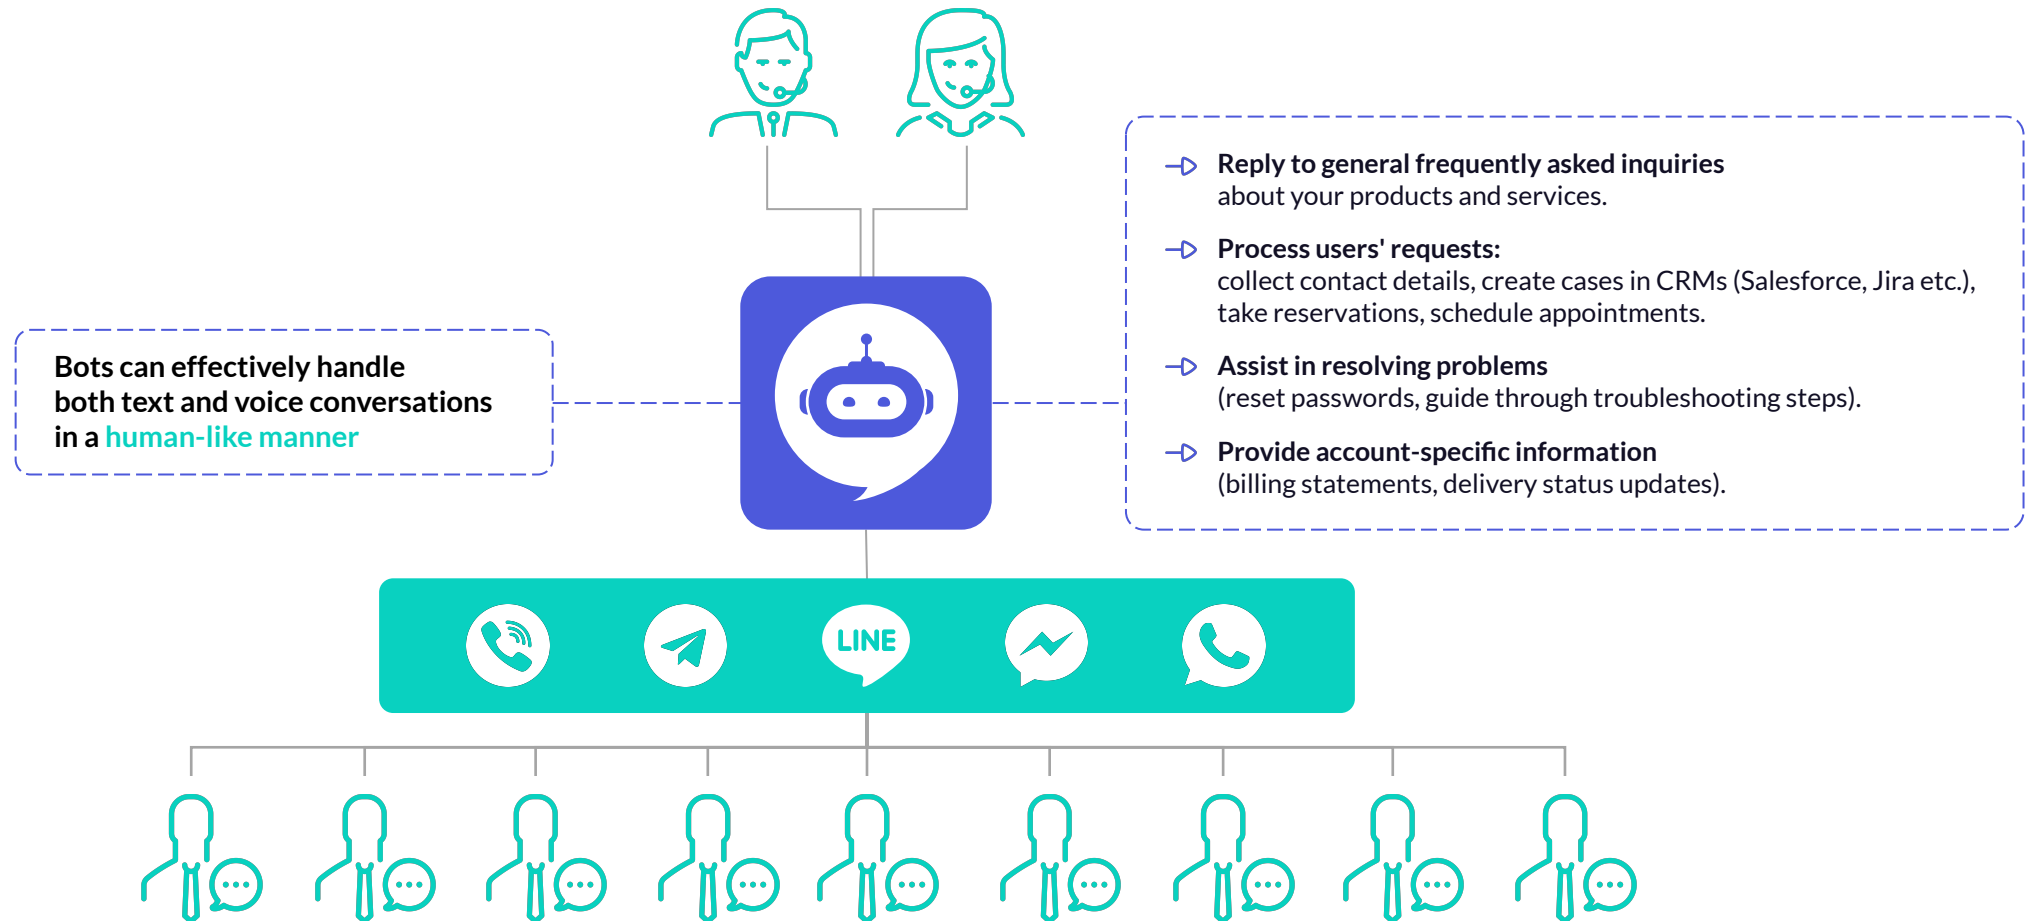 Bots can effectively handle
both text and voice conversations
in a human-like manner
Reply to general frequently asked inquiries
about your products and services.
Process users' requests:
collect contact details, create cases in CRMs (Salesforce, Jira etc.),
take reservations, schedule appointments.
Assist in resolving problems
(reset passwords, guide through troubleshooting steps).
Provide account-specific information
(billing statements, delivery status updates).
LINE